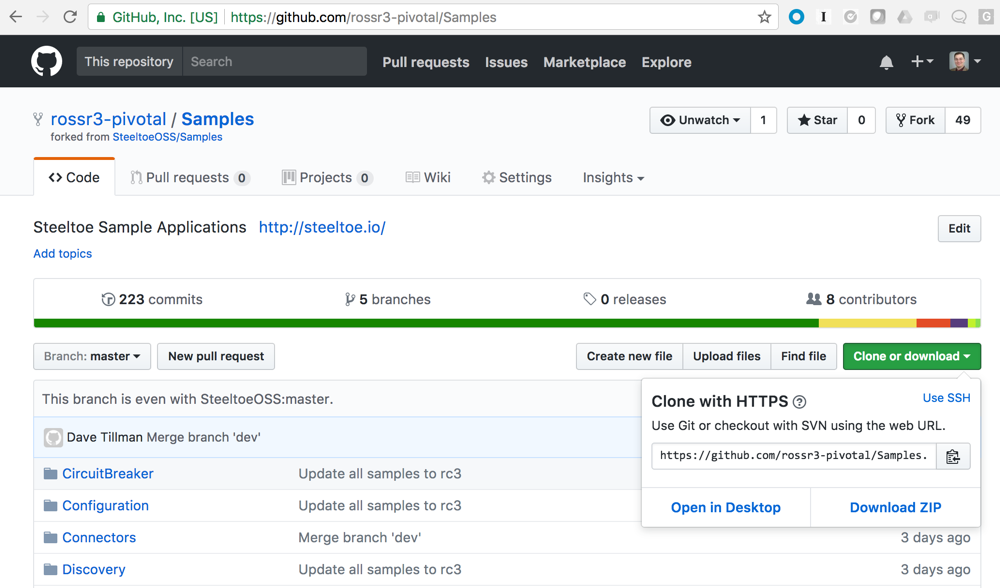 GitHub, Inc. [US] https://github.com/rossr3-pivotal/Samples
This repository Search Pull requests Issues Marketplace Explore
rossr3-pivotal / Samples
forked from SteeltoeOSS/Samples
Unwatch 1 Star 0 Fork 49
Code Pull requests 0 Projects 0 Wiki Settings Insights
Steeltoe Sample Applications http://steeltoe.io/ Edit
Add topics
223 commits 5 branches 0 releases 8 contributors
Branch: master New pull request Create new file Upload files Find file Clone or download
This branch is even with SteeltoeOSS:master.
Dave Tillman Merge branch 'dev'
CircuitBreaker Update all samples to rc3
Configuration Update all samples to rc3
Connectors Merge branch 'dev' 3 days ago
Discovery Update all samples to rc3 3 days ago
Clone with HTTPS Use SSH
Use Git or checkout with SVN using the web URL.
https://github.com/rossr3-pivotal/Samples.
Open in Desktop Download ZIP